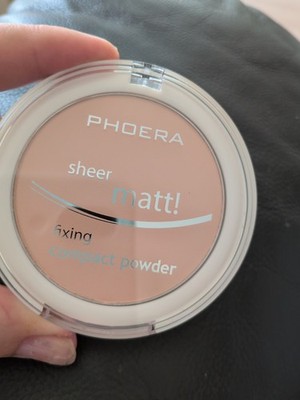 PHOERA
sheer
matt!
fixing
compact powder